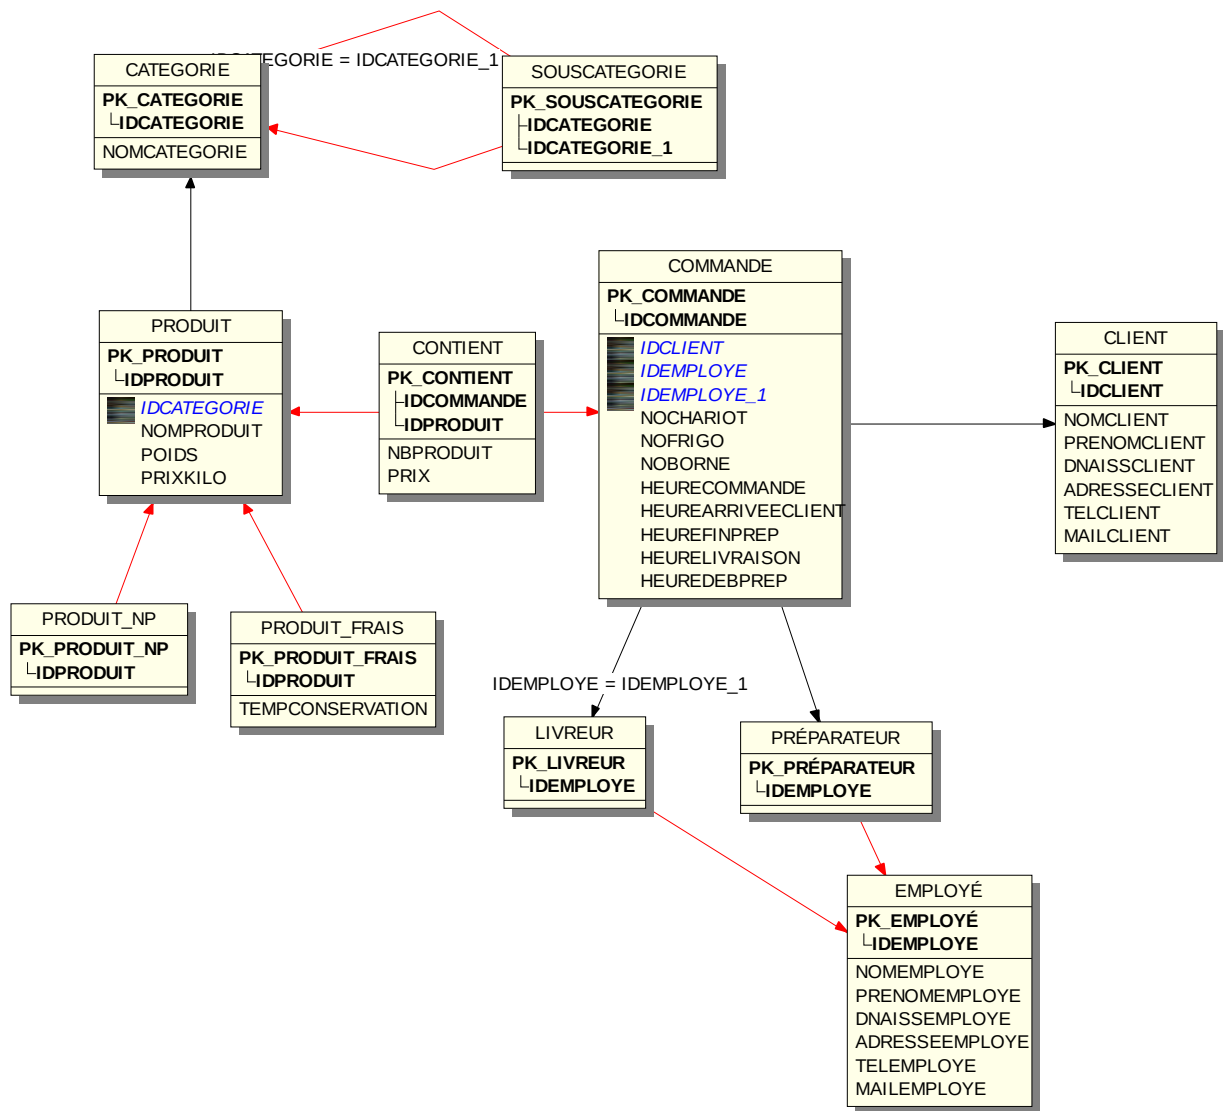 IDCATEGORIE = IDCATEGORIE_1
CATEGORIE
PK_CATEGORIE
IDCATEGORIE
NOMCATEGORIE
SOUSCATEGORIE
PK_SOUSCATEGORIE
IDCATEGORIE
IDCATEGORIE_1
PRODUIT
PK_PRODUIT
IDPRODUIT
IDCATEGORIE
NOMPRODUIT
POIDS
PRIXKILO
CONTIENT
PK_CONTIENT
IDCOMMANDE
IDPRODUIT
NBPRODUIT
PRIX
COMMANDE
PK_COMMANDE
IDCOMMANDE
IDCLIENT
IDEMPLOYE
IDEMPLOYE_1
NOCHARIOT
NOFRIGO
NOBORNE
HEURECOMMANDE
HEUREARRIVEECLIENT
HEUREFINPREP
HEURELIVRAISON
HEUREDEBPREP
CLIENT
PK_CLIENT
IDCLIENT
NOMCLIENT
PRENOMCLIENT
DNAISSCLIENT
ADRESSECLIENT
TELCLIENT
MAILCLIENT
PRODUIT_NP
PK_PRODUIT_NP
IDPRODUIT
PRODUIT_FRAIS
PK_PRODUIT_FRAIS
IDPRODUIT
TEMPCONSERVATION
IDEMPLOYE = IDEMPLOYE_1
LIVREUR
PK_LIVREUR
IDEMPLOYE
PRÉPARATEUR
PK_PRÉPARATEUR
IDEMPLOYE
EMPLOYÉ
PK_EMPLOYÉ
IDEMPLOYE
NOMEMPLOYE
PRENOMEMPLOYE
DNAISSEMPLOYE
ADRESSEEMPLOYE
TELEMPLOYE
MAILEMPLOYE